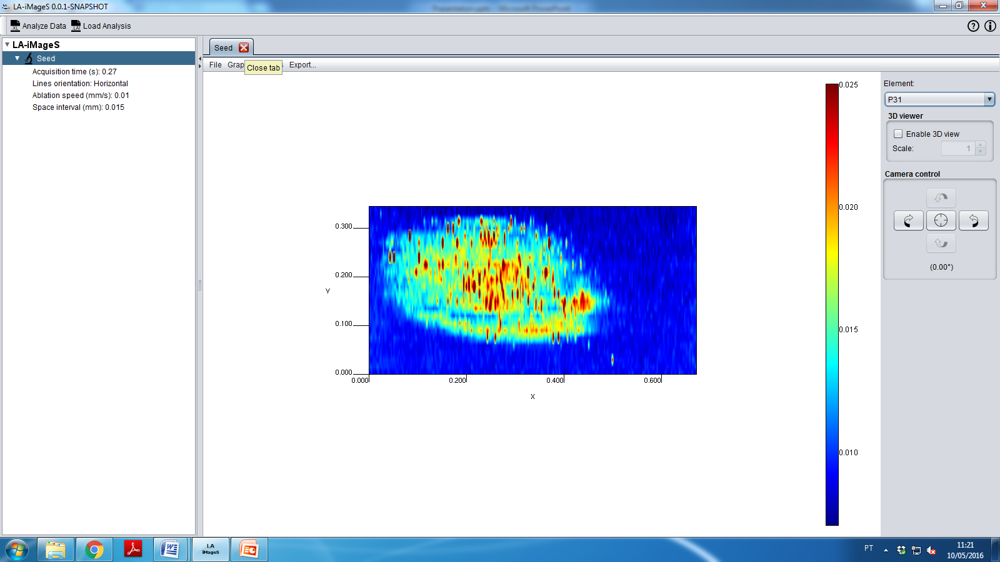 LA-iMageS 0.0.1-SNAPSHOT
Presentation.pptx - Microsoft PowerPoint
Analyze Data Load Analysis
LA-iMageS
Seed
Acquisition time (s): 0.27
Lines orientation: Horizontal
Ablation speed (mm/s): 0.01
Space interval (mm): 0.015
Seed
File Grap s Export...
Close tab
0.025
0.020
0.015
0.010
0.300
0.200
Y
0.100
0.000
0.000 0.200 0.400 0.600
X
Element:
P31
3D viewer
Enable 3D view
Scale: 1
Camera control
(0.00°)
LA
iMageS
PT
11:21
10/05/2016